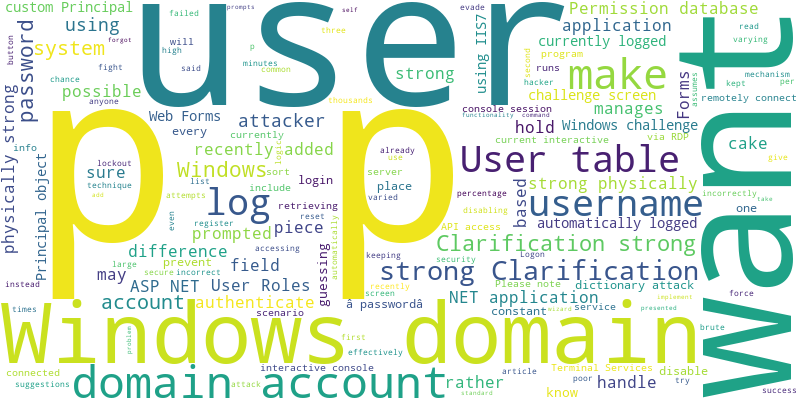 custom Principal
using
failed
prompts
self
three
evade
Permission database
button
fight
will
high
said
forgot
minutes
p
common
system
password
user
strong
using IIS7
application
currently logged
program
runs
second
hacker
assumes
read
varying
kept
mechanism
per
make
want
possible
chance
anyone
thousands
console session
functionality
command
challenge screen
manages
Forms
remotely connect
physically strong
Web Forms
every
attacker
currently
hold
Windows challenge
current interactive
via RDP
cake
give
info
lockout
sure
technique
add
recently added
Windows
sort
logic
list
include
login
already
use
server
place
varied
User table
percentage
disabling
based
strong physically
incorrectly
take
one
Principal object
even
attempts
log
retrieving
reset
register
accessing
automatically
username
automatically logged
API access
prompted
piece
difference
prevent
guessing
keeping
security
Clarification strong
Logon
instead
large
may
secure
incorrect
field
screen
recently
strong Clarification
Please note
dictionary attack
disable
force
implement
ASP NET
User Roles
â passwordâ
NET application
wizard
presented
brute
times
account
authenticate
scenario
constant
service
p p
problem
first
effectively
Windows domain
connected
suggestions
interactive console
attack
domain account
rather
article
standard
Terminal Services
poor
handle
know
try
success